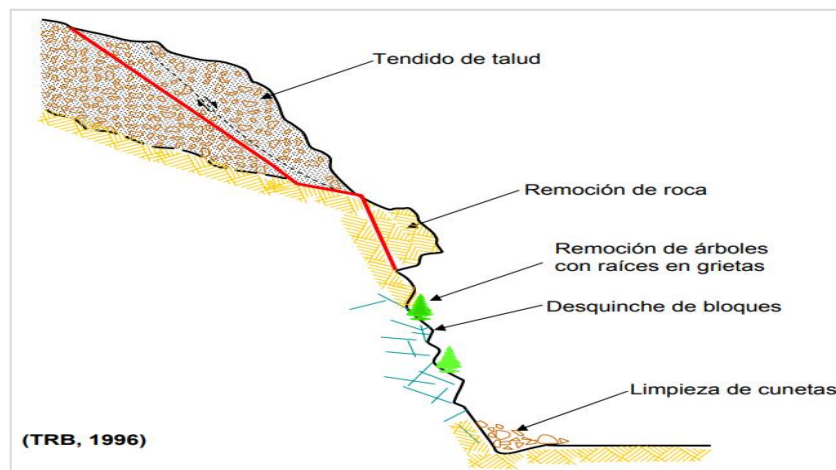 Tendido de talud
Remoción de roca
Remoción de árboles
con raíces en grietas
Desquinche de bloques
Limpieza de cunetas
(TRB, 1996)